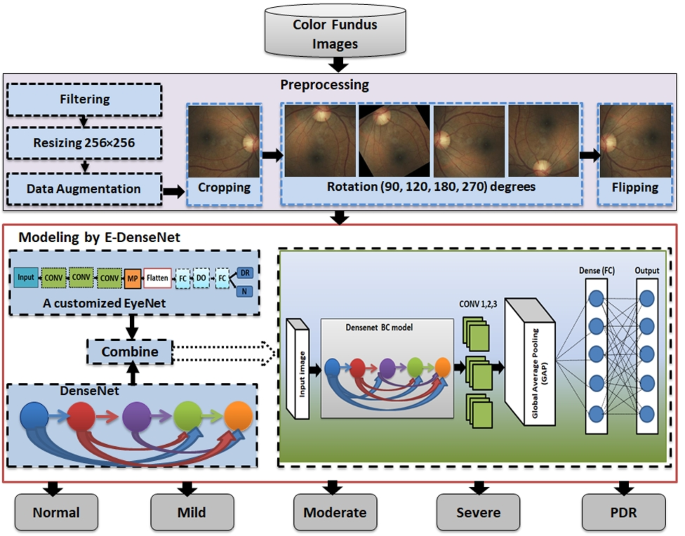 Color Fundus
Images
Preprocessing
Filtering
Resizing 256×256
Data Augmentation
Cropping
Rotation (90, 120, 180, 270) degrees
Flipping
Modeling by E-DenseNet
Input
CONV
CONV
CONV
MP
Flatten
FC
DO
FC
DR
N
A customized EyeNet
Combine
DenseNet
Input Image
Densenet BC model
CONV 1,2,3
Global Average Pooling
(GAP)
Dense (FC)
Output
Normal
Mild
Moderate
Severe
PDR